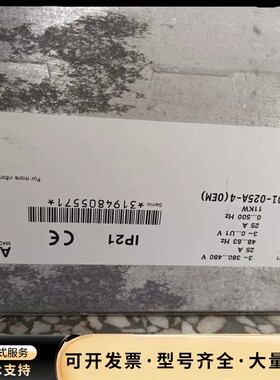 01-025A-4(OEM)
11KW
3~ 380...480 V
25 A
48..63 Hz
3~ 0...U1 V
25 A
0...500 Hz
IP21 CE
Serno *3194805571*
For more infor
式服务
支持
可开发票·型号齐全·大量